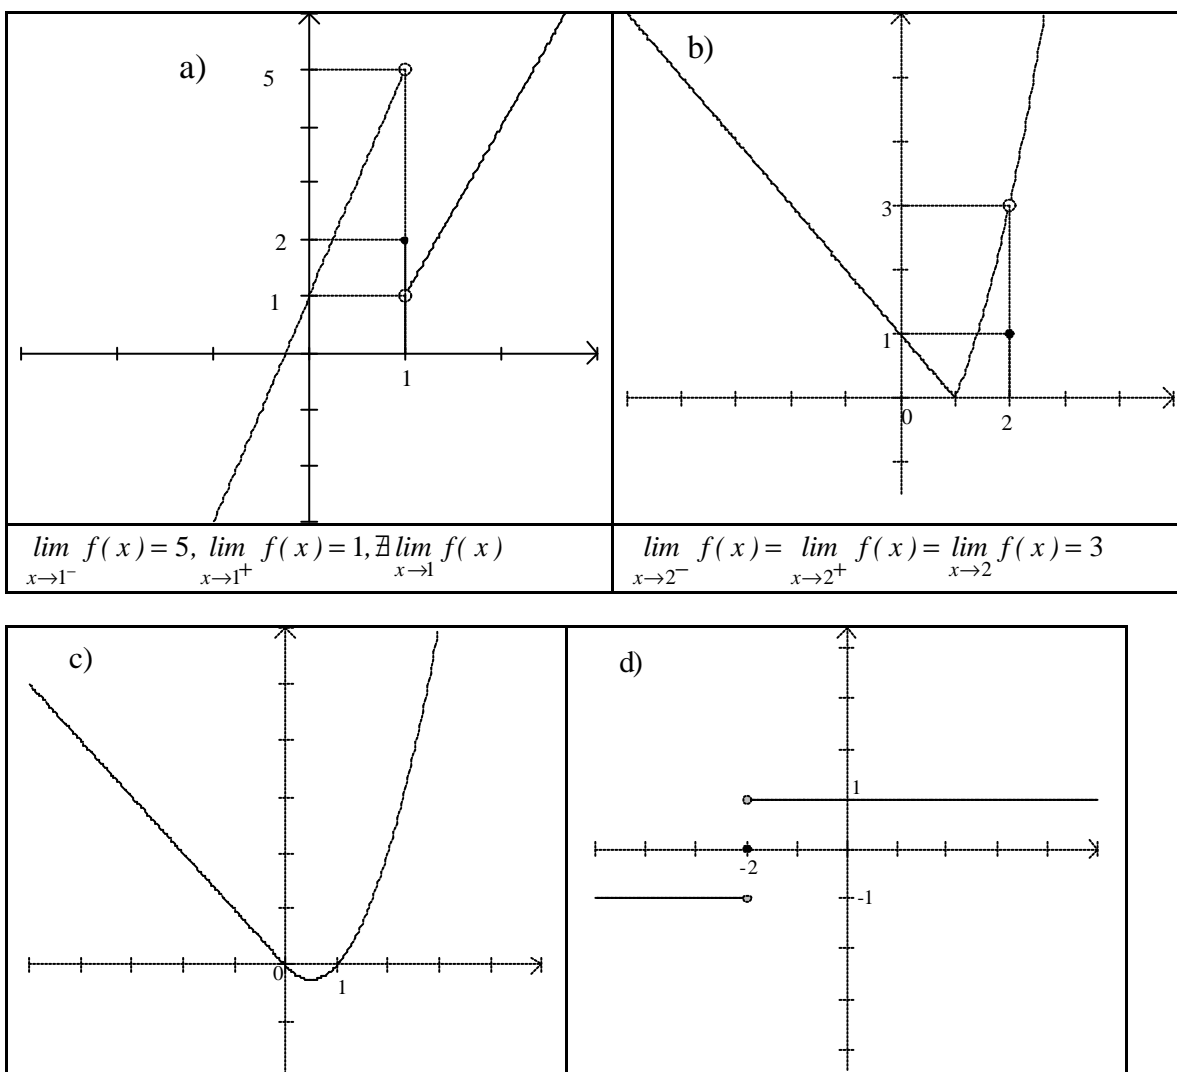 a)
5
2
1
1
b)
3
1
0
2
lim f( x ) = 5, lim f( x ) = 1, ∄ lim f( x )
x→1⁻ x→1⁺ x→1
lim f( x ) = lim f( x ) = lim f( x ) = 3
x→2⁻ x→2⁺ x→2
c)
0
1
d)
1
-2
-1